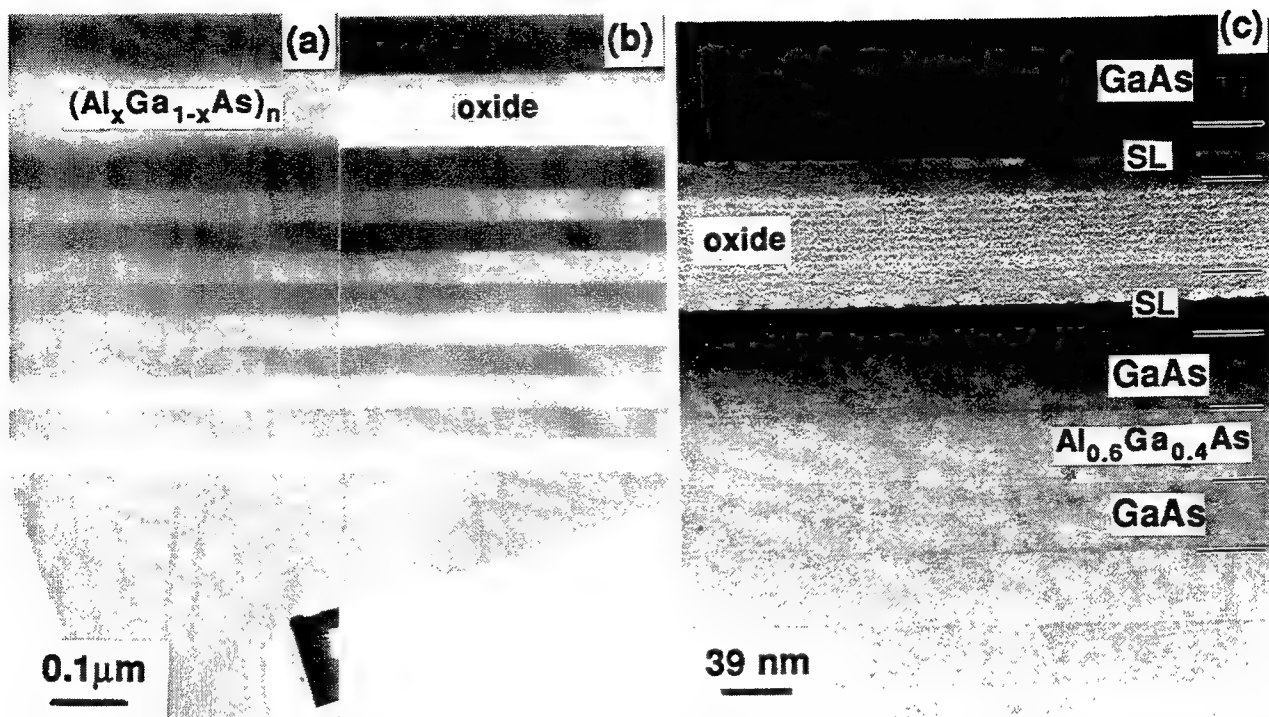 (a)
(AlₓGa₁₋ₓAs)ₙ
0.1μm
(b)
oxide
(c)
GaAs
SL
oxide
SL
GaAs
Al₀.₆Ga₀.₄As
GaAs
39 nm